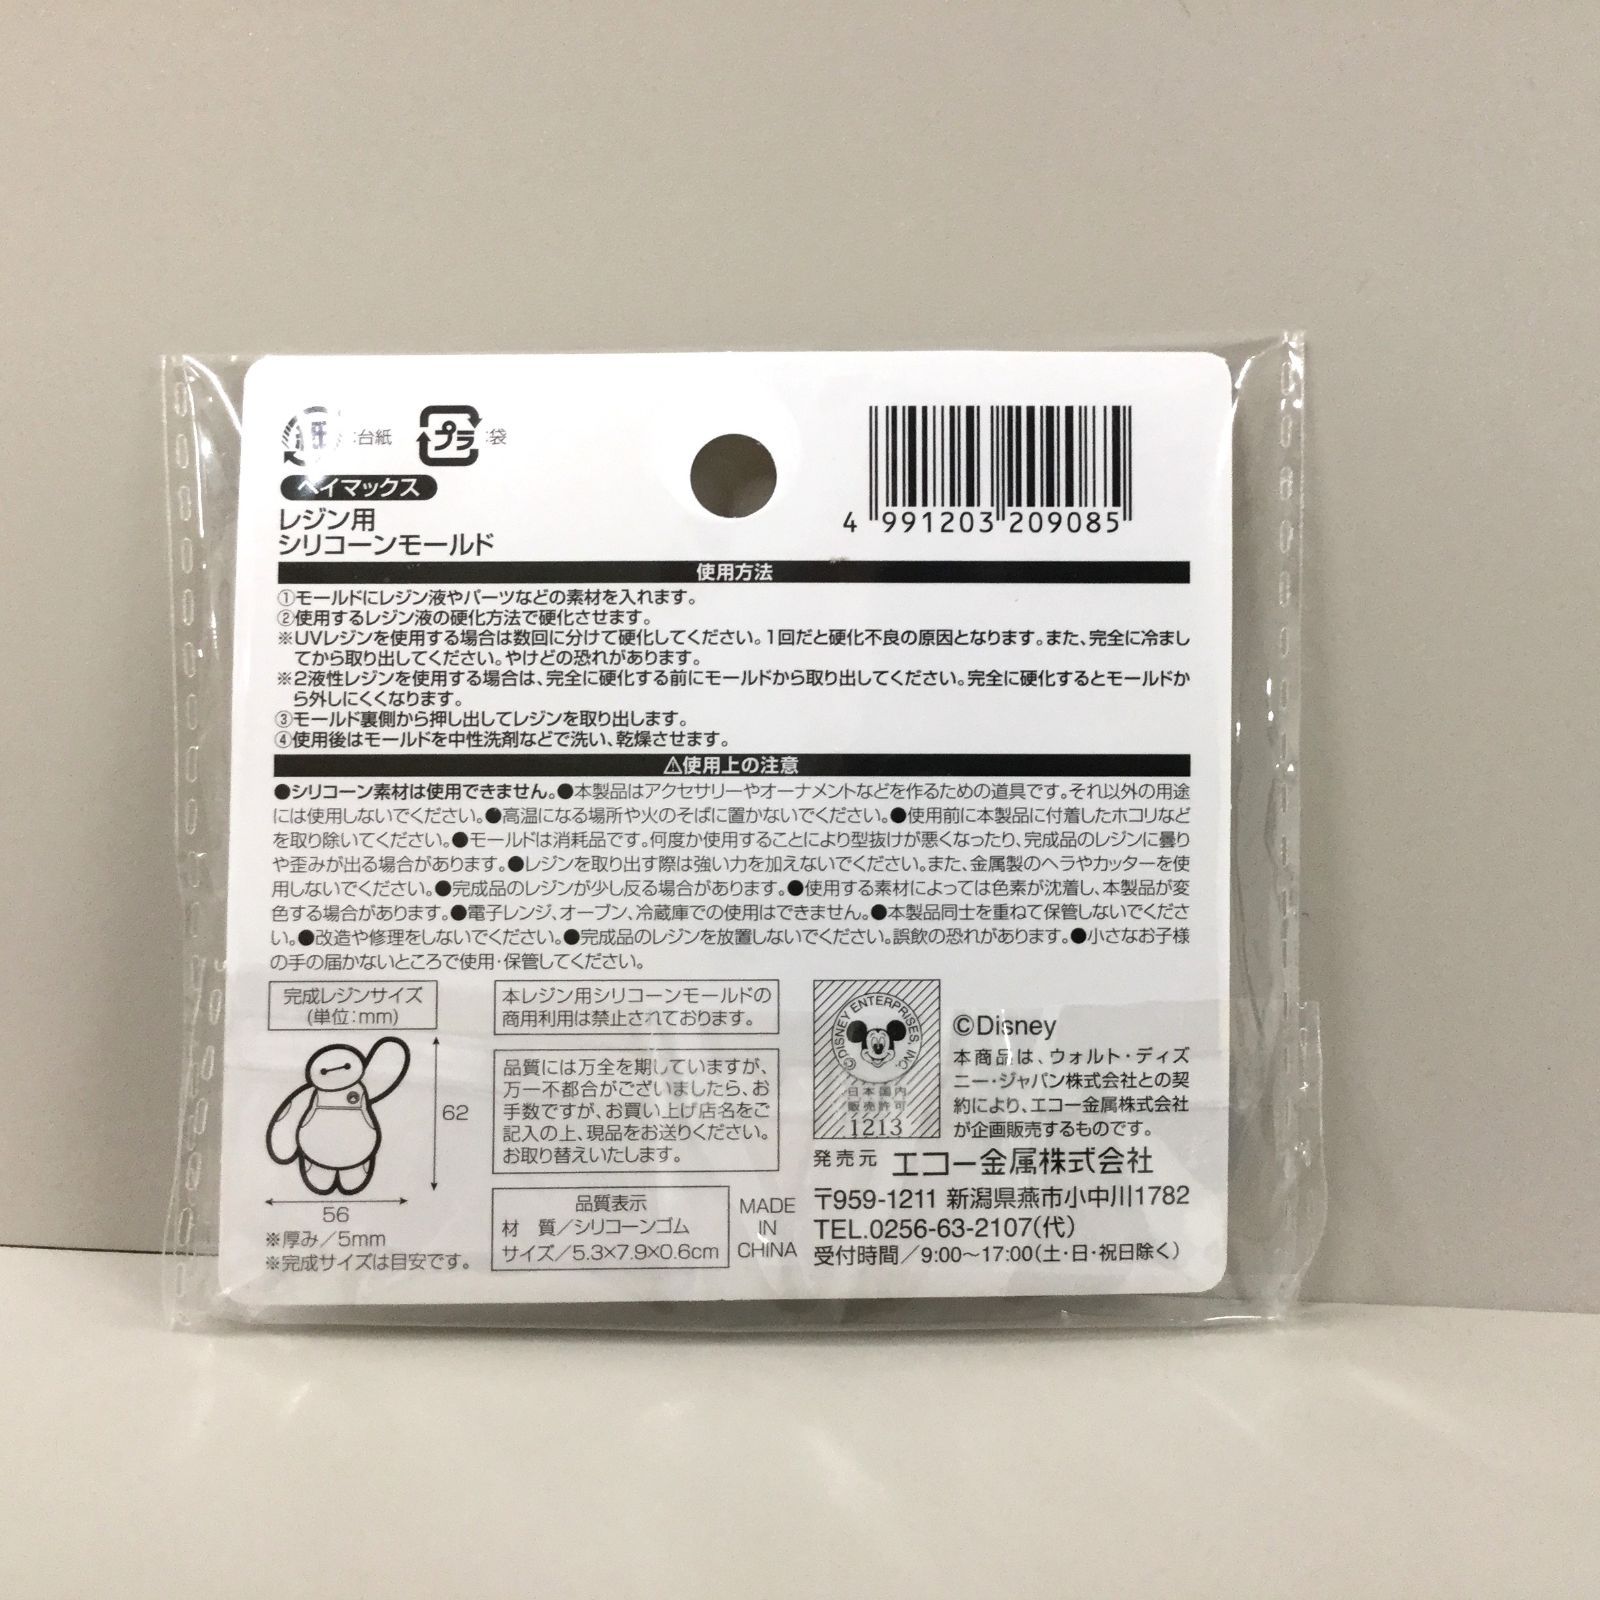 紙 :台紙 プラ :袋
ベイマックス
レジン用
シリコーンモールド
4 991203 209085
使用方法
①モールドにレジン液やパーツなどの素材を入れます。
②使用するレジン液の硬化方法で硬化させます。
※UVレジンを使用する場合は数回に分けて硬化してください。1回だと硬化不良の原因となります。また、完全に冷まし
てから取り出してください。やけどの恐れがあります。
※2液性レジンを使用する場合は、完全に硬化する前にモールドから取り出してください。完全に硬化するとモールドか
ら外しにくくなります。
③モールド裏側から押し出してレジンを取り出します。
④使用後はモールドを中性洗剤などで洗い、乾燥させます。
⚠使用上の注意
●シリコーン素材は使用できません。●本製品はアクセサリーやオーナメントなどを作るための道具です。それ以外の用途
には使用しないでください。●高温になる場所や火のそばに置かないでください。●使用前に本製品に付着したホコリなど
を取り除いてください。●モールドは消耗品です。何度か使用することにより型抜けが悪くなったり、完成品のレジンに曇り
や歪みが出る場合があります。●レジンを取り出す際は強い力を加えないでください。また、金属製のヘラやカッターを使
用しないでください。●完成品のレジンが少し反る場合があります。●使用する素材によっては色素が沈着し、本製品が変
色する場合があります。●電子レンジ、オーブン、冷蔵庫での使用はできません。●本製品同士を重ねて保管しないでくださ
い。●改造や修理をしないでください。●完成品のレジンを放置しないでください。誤飲の恐れがあります。●小さなお子様
の手の届かないところで使用・保管してください。
完成レジンサイズ
(単位:mm)
62
56
※厚み/5mm
※完成サイズは目安です。
本レジン用シリコーンモールドの
商用利用は禁止されております。
品質には万全を期していますが、
万一不都合がございましたら、お
手数ですが、お買い上げ店名をご
記入の上、現品をお送りください。
お取り替えいたします。
品質表示
材 質/シリコーンゴム
サイズ/5.3×7.9×0.6cm
MADE
IN
CHINA
©DISNEY ENTERPRISES, INC.
日本国内
販売許可
1213
©Disney
本商品は、ウォルト・ディズ
ニー・ジャパン株式会社との契
約により、エコー金属株式会社
が企画販売するものです。
発売元 エコー金属株式会社
〒959-1211 新潟県燕市小中川1782
TEL.0256-63-2107(代)
受付時間/9:00〜17:00(土・日・祝日除く)